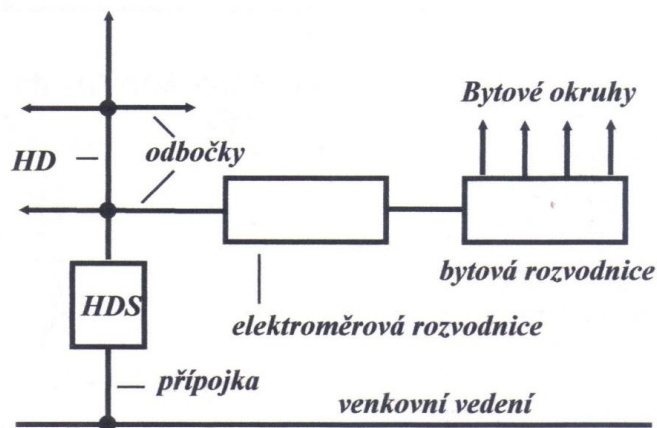 Bytové okruhy
HD
odbočky
bytová rozvodnice
HDS
elektroměrová rozvodnice
přípojka
venkovní vedení